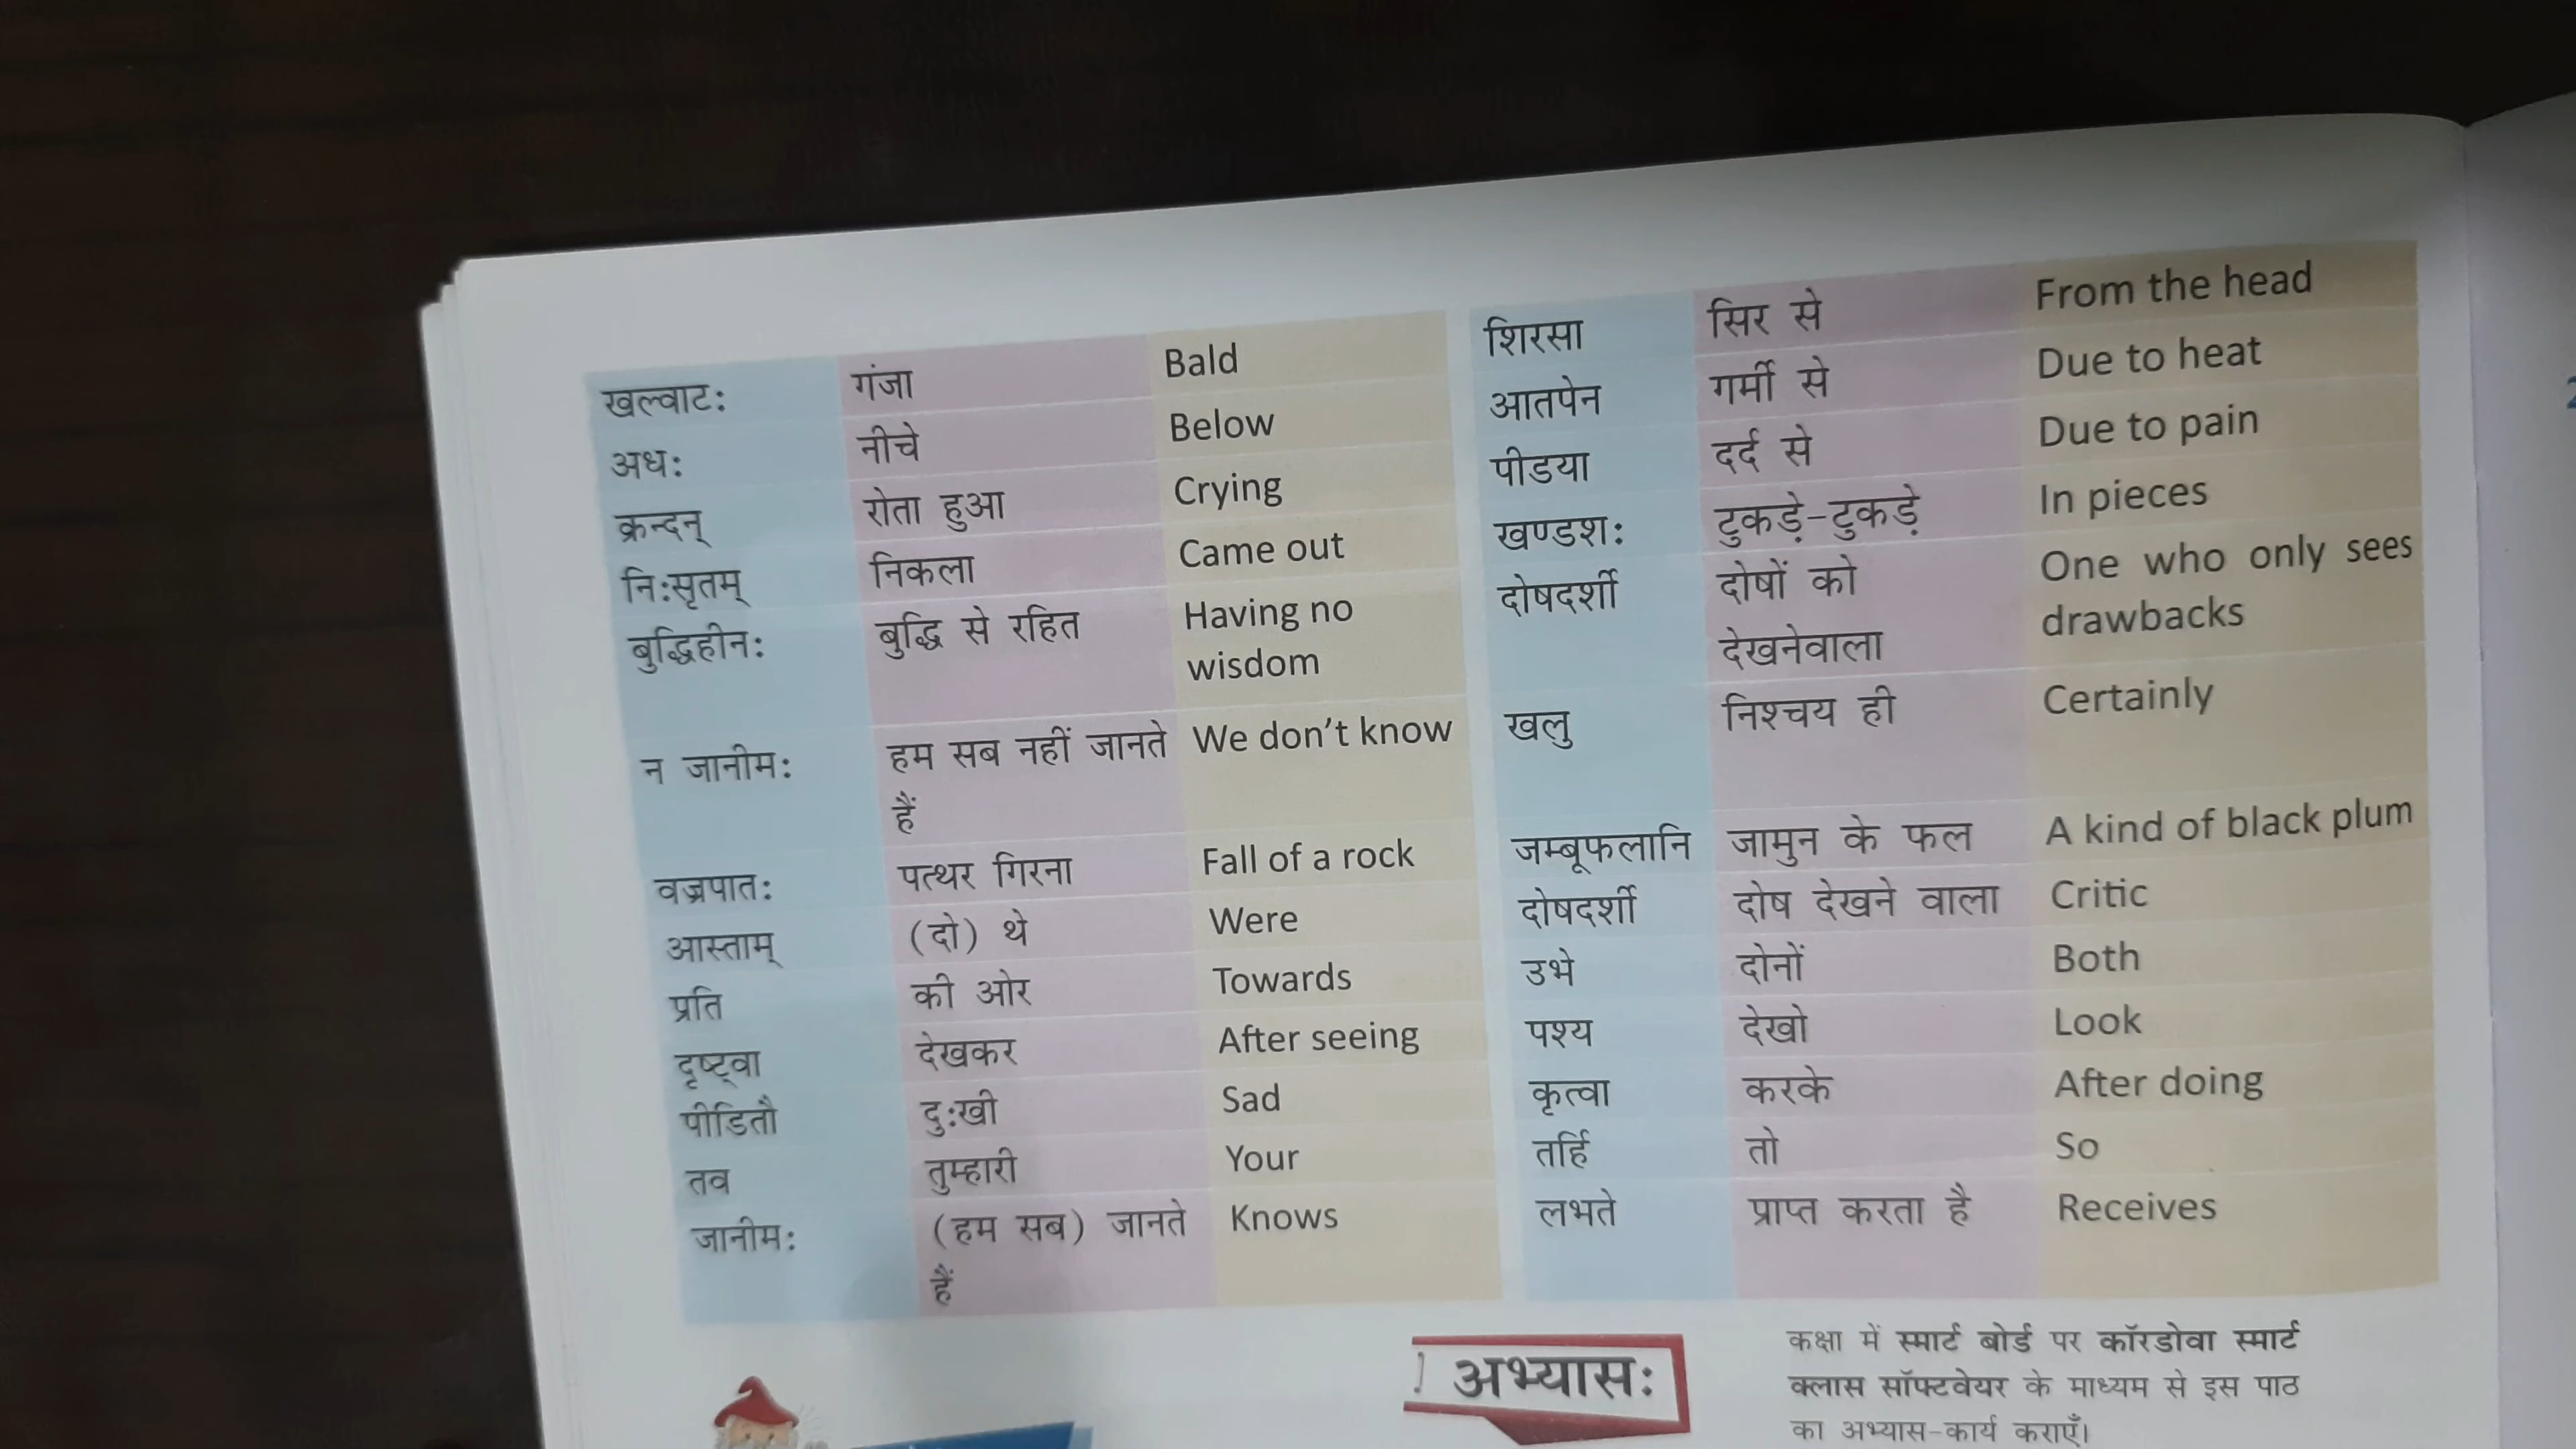 खल्वाटः गंजा Bald
अधः नीचे Below
क्रन्दन् रोता हुआ Crying
निःसृतम् निकला Came out
बुद्धिहीनः बुद्धि से रहित Having no
wisdom
न जानीमः हम सब नहीं जानते We don’t know
हैं
वज्रपातः पत्थर गिरना Fall of a rock
आस्ताम् (दो) थे Were
प्रति की ओर Towards
दृष्ट्वा देखकर After seeing
पीडितौ दुःखी Sad
तव तुम्हारी Your
जानीमः (हम सब) जानते Knows
हैं
शिरसा सिर से From the head
आतपेन गर्मी से Due to heat
पीडया दर्द से Due to pain
खण्डशः टुकड़े-टुकड़े In pieces
दोषदर्शी दोषों को One who only sees
देखनेवाला drawbacks
खलु निश्चय ही Certainly
जम्बूफलानि जामुन के फल A kind of black plum
दोषदर्शी दोष देखने वाला Critic
उभे दोनों Both
पश्य देखो Look
कृत्वा करके After doing
तर्हि तो So
लभते प्राप्त करता है Receives
अभ्यासः
कक्षा में स्मार्ट बोर्ड पर कॉरडोवा स्मार्ट
क्लास सॉफ्टवेयर के माध्यम से इस पाठ
का अभ्यास-कार्य कराएँ।